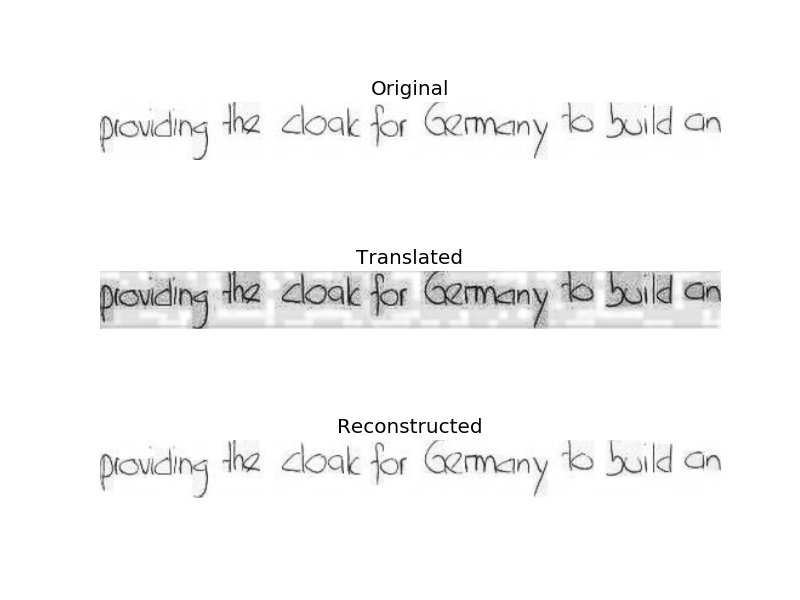 Original
providing the cloak for Germany to build an
Translated
providing the cloak for Germany to build an
Reconstructed
providing the cloak for Germany to build an